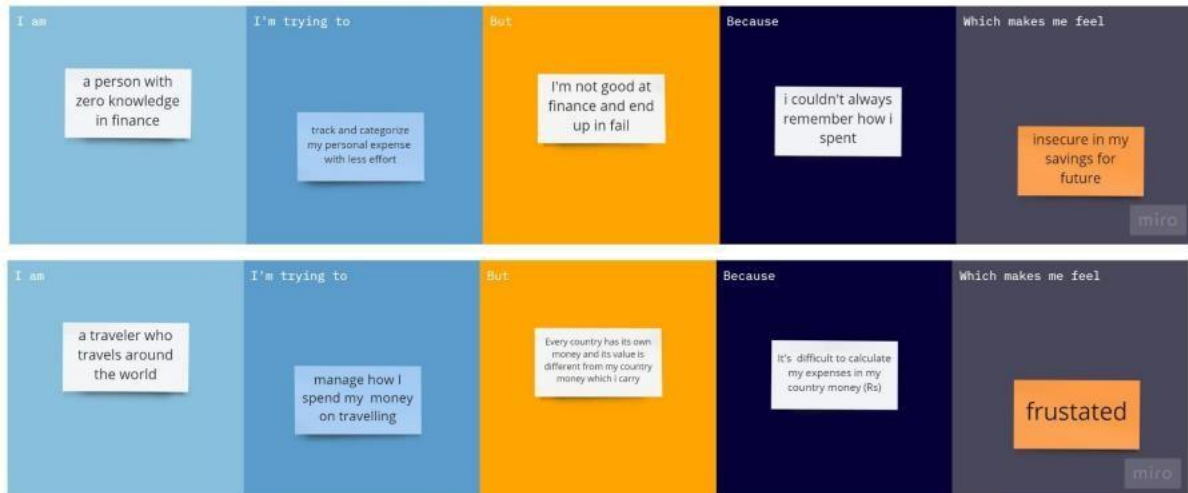 I am
I'm trying to
But
Because
Which makes me feel
a person with
zero knowledge
in finance
track and categorize
my personal expense
with less effort
I'm not good at
finance and end
up in fail
i couldn't always
remember how i
spent
insecure in my
savings for
future
miro
I am
I'm trying to
But
Because
Which makes me feel
a traveler who
travels around
the world
manage how I
spend my money
on travelling
Every country has its own
money and its value is
different from my country
money which i carry
It's difficult to calculate
my expenses in my
country money (Rs)
frustated
miro